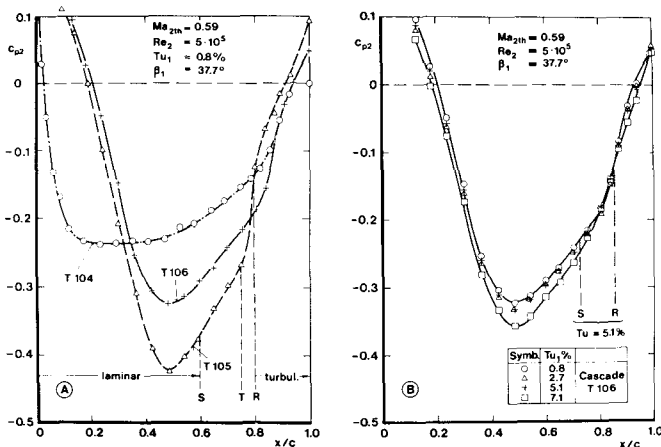 0.1
c_p2
0
-0.1
-0.2
-0.3
-0.4
-0.5
Ma_2th = 0.59
Re_2 = 5·10^5
Tu_1 ≈ 0.8%
β_1 = 37.7°
T 104
T 106
T 105
laminar
S
T
R
turbul.
A
0
0.2
0.4
0.6
0.8
1.0
x/c
0.1
c_p2
0
-0.1
-0.2
-0.3
-0.4
-0.5
Ma_2th = 0.59
Re_2 = 5·10^5
β_1 = 37.7°
S
R
Tu = 5.1%
Symb. Tu_1%
○ 0.8
△ 2.7
+ 5.1
□ 7.1
Cascade
T 106
B
0
0.2
0.4
0.6
0.8
1.0
x/c